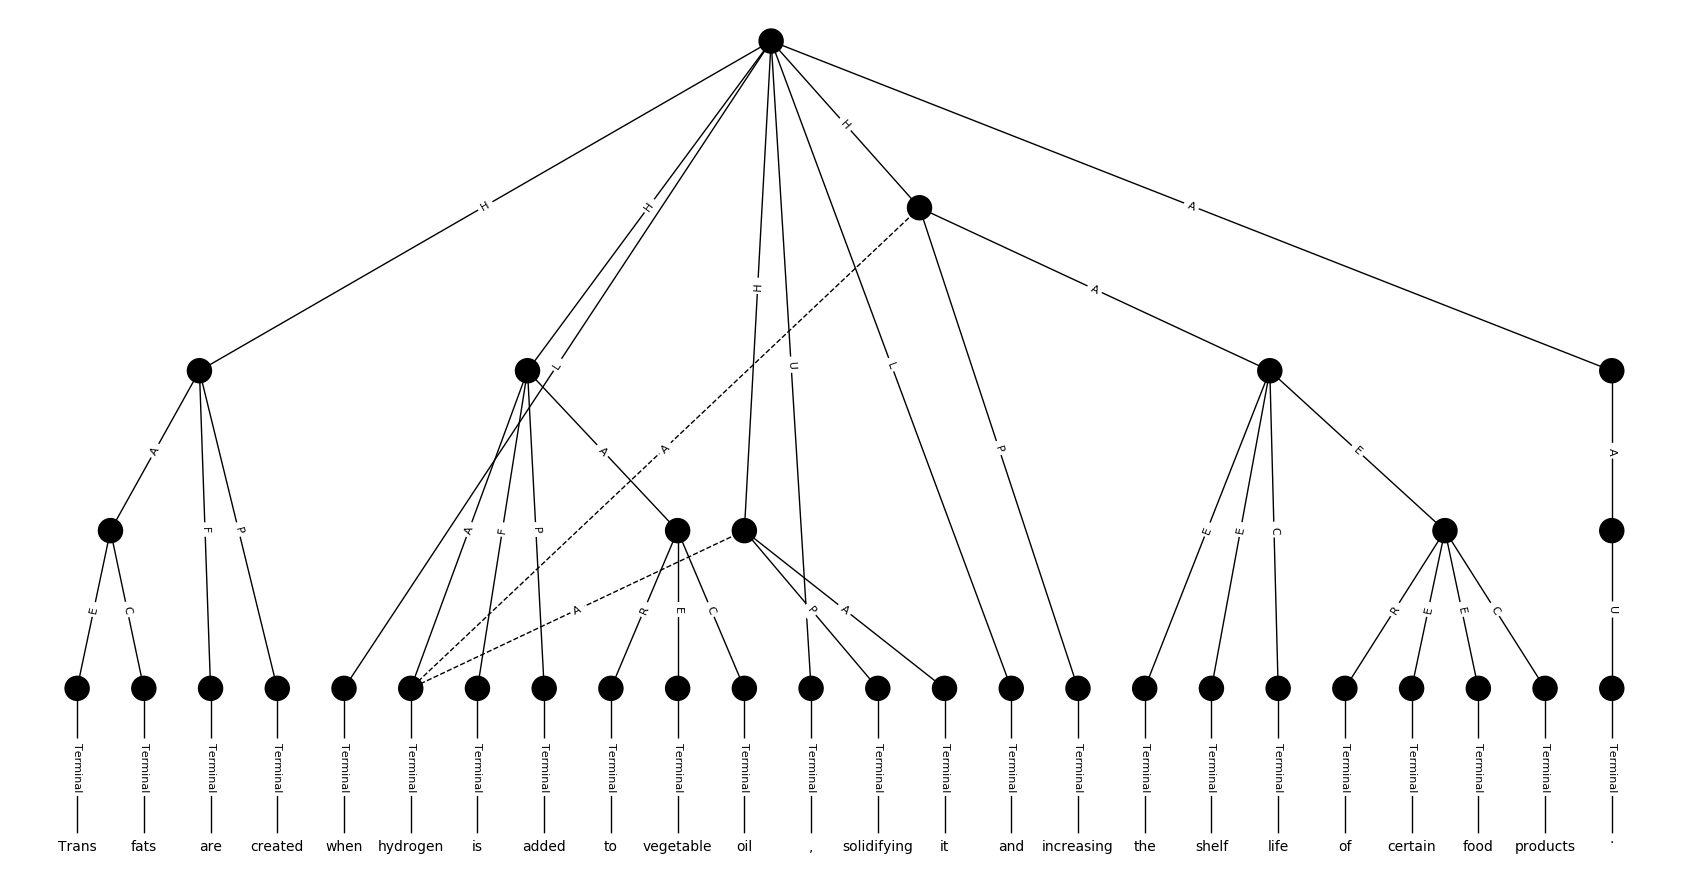 H
H A
H H
A
H
L U L
A A A P E A
E
F P A F P E E C
E C A R E C P A R E E C U
Terminal Terminal Terminal Terminal Terminal Terminal Terminal Terminal Terminal Terminal Terminal Terminal Terminal Terminal Terminal Terminal Terminal Terminal Terminal Terminal Terminal Terminal Terminal Terminal
Trans fats are created when hydrogen is added to vegetable oil , solidifying it and increasing the shelf life of certain food products .